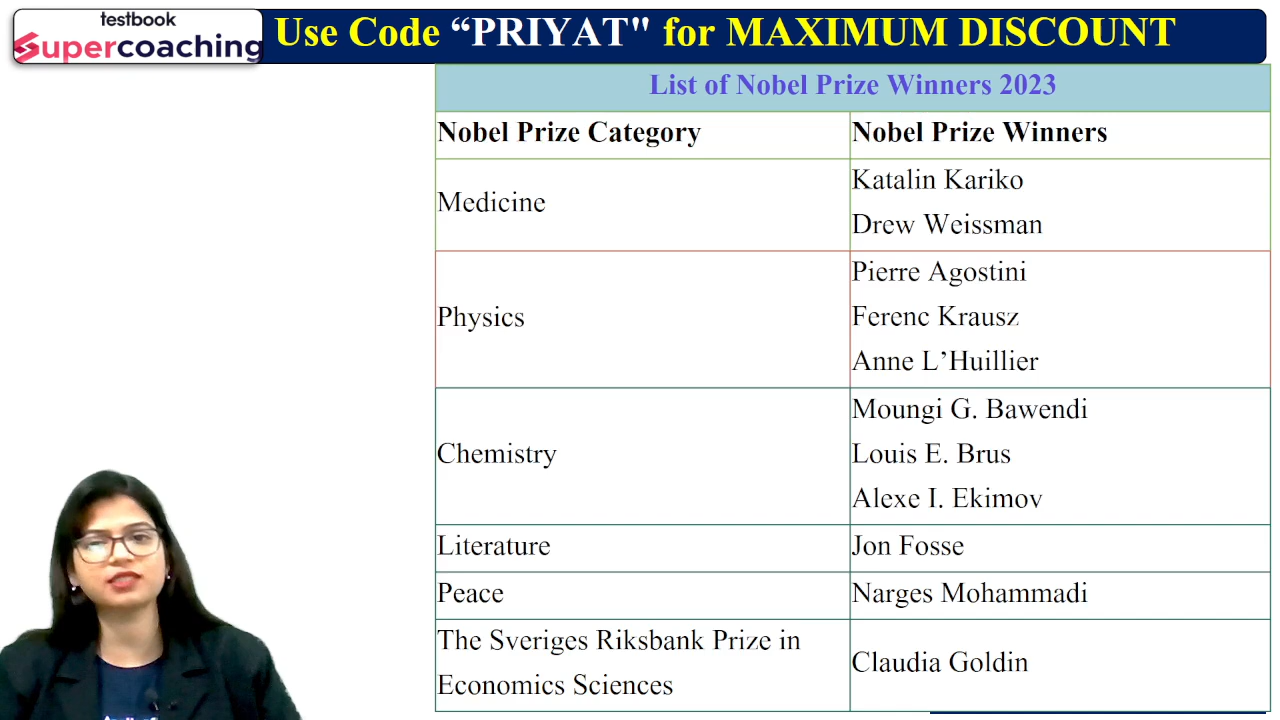 testbook
Supercoaching
Use Code “PRIYAT" for MAXIMUM DISCOUNT
List of Nobel Prize Winners 2023
Nobel Prize Category
Nobel Prize Winners
Medicine
Katalin Kariko
Drew Weissman
Physics
Pierre Agostini
Ferenc Krausz
Anne L’Huillier
Chemistry
Moungi G. Bawendi
Louis E. Brus
Alexe I. Ekimov
Literature
Jon Fosse
Peace
Narges Mohammadi
The Sveriges Riksbank Prize in
Economics Sciences
Claudia Goldin